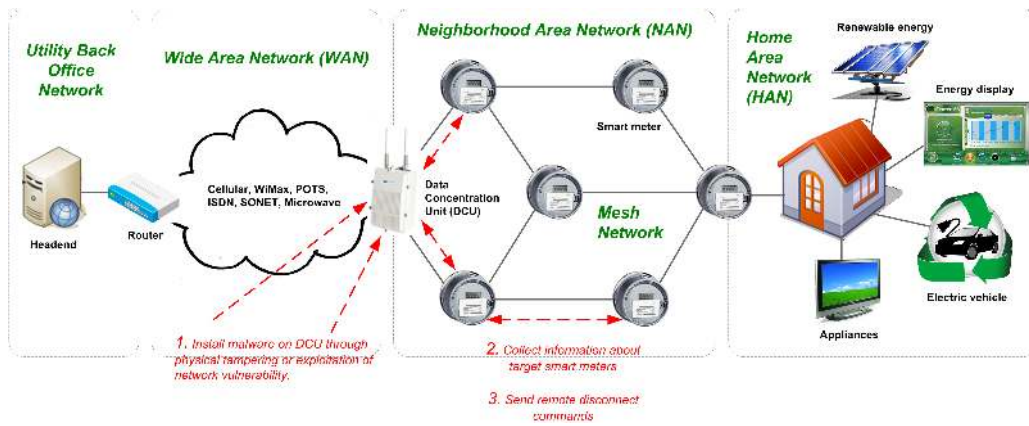 Utility Back
Office
Network
Wide Area Network (WAN)
Neighborhood Area Network (NAN)
Home
Area
Network
(HAN)
Renewable energy
Energy display
Smart meter
Cellular, WiMax, POTS,
ISDN, SONET, Microwave
Data
Concentration
Unit (DCU)
Mesh
Network
Headend
Router
Electric vehicle
Appliances
1. Install malware on DCU through
physical tampering or exploitation of
network vulnerability.
2. Collect information about
target smart meters
3. Send remote disconnect
commands